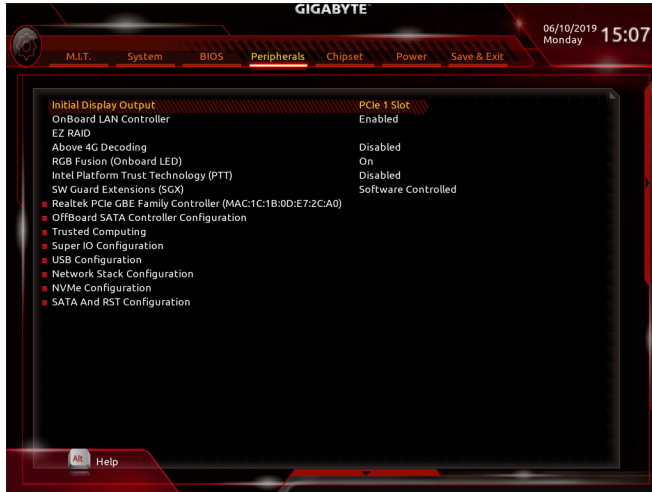 GIGABYTE™
06/10/2019 15:07
Monday
M.I.T. System BIOS Peripherals Chipset Power Save & Exit
Initial Display Output PCIe 1 Slot
OnBoard LAN Controller Enabled
EZ RAID
Above 4G Decoding Disabled
RGB Fusion (Onboard LED) On
Intel Platform Trust Technology (PTT) Disabled
SW Guard Extensions (SGX) Software Controlled
Realtek PCIe GBE Family Controller (MAC:1C:1B:0D:E7:2C:A0)
OffBoard SATA Controller Configuration
Trusted Computing
Super IO Configuration
USB Configuration
Network Stack Configuration
NVMe Configuration
SATA And RST Configuration
Alt Help